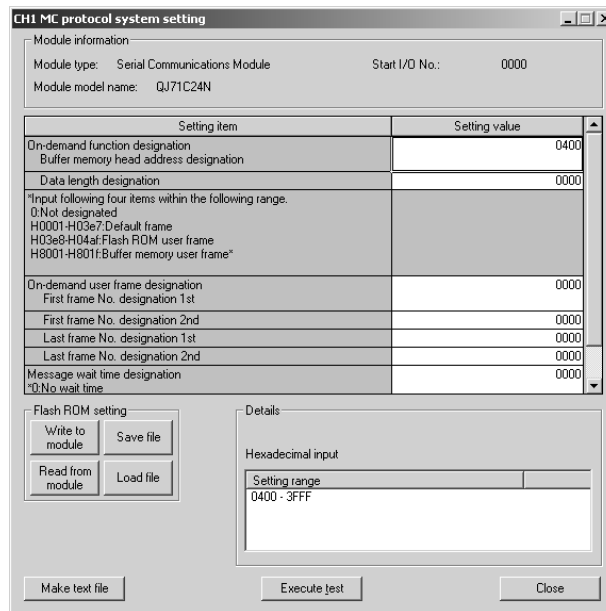 CH1 MC protocol system setting
Module information
Module type: Serial Communications Module Start I/O No.: 0000
Module model name: QJ71C24N
Setting item Setting value
On-demand function designation 0400
Buffer memory head address designation
Data length designation 0000
*Input following four items within the following range.
0:Not designated
H0001-H03e7:Default frame
H03e8-H04af:Flash ROM user frame
H8001-H801f:Buffer memory user frame*
On-demand user frame designation 0000
First frame No. designation 1st
First frame No. designation 2nd 0000
Last frame No. designation 1st 0000
Last frame No. designation 2nd 0000
Message wait time designation 0000
*0:No wait time
Flash ROM setting
Write to
module
Save file
Read from
module
Load file
Details
Hexadecimal input
Setting range
0400 - 3FFF
Make text file Execute test Close